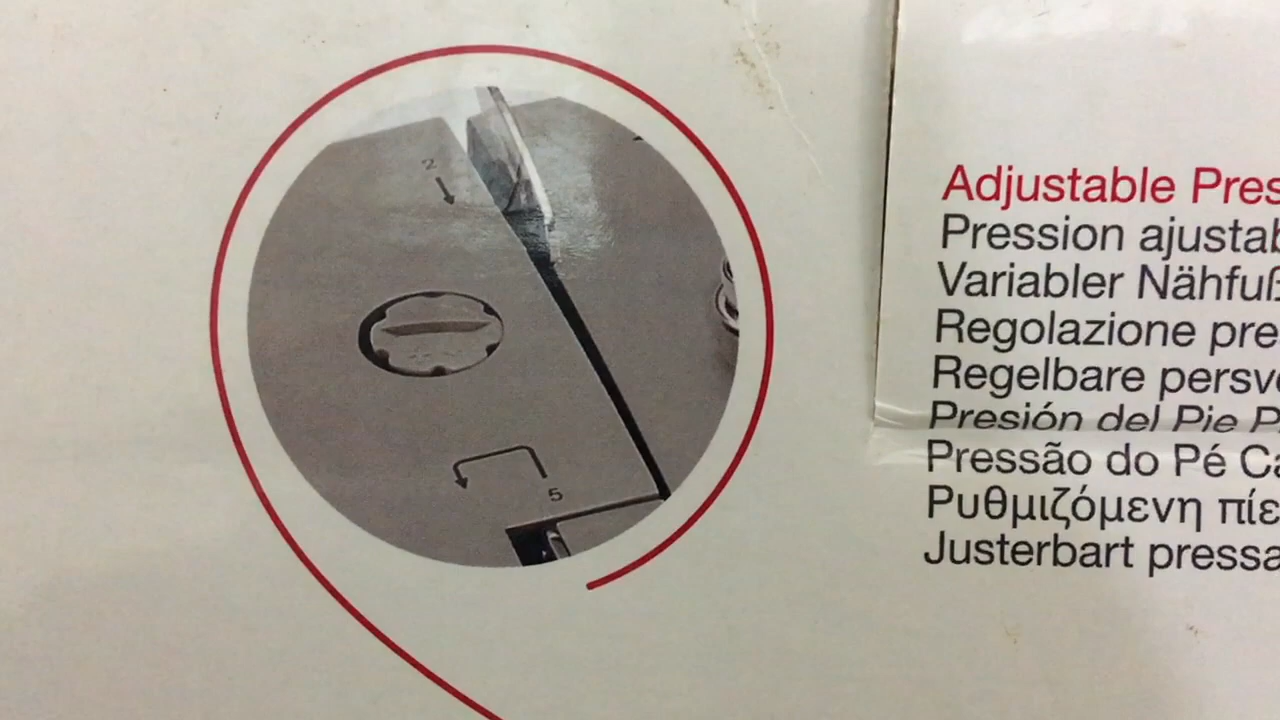 2
5
Adjustable Pres
Pression ajustab
Variabler Nähfuß
Regolazione pre
Regelbare persv
Presión del Pie P
Pressão do Pé Ca
Ρυθμιζόμενη πίε
Justerbart pressa